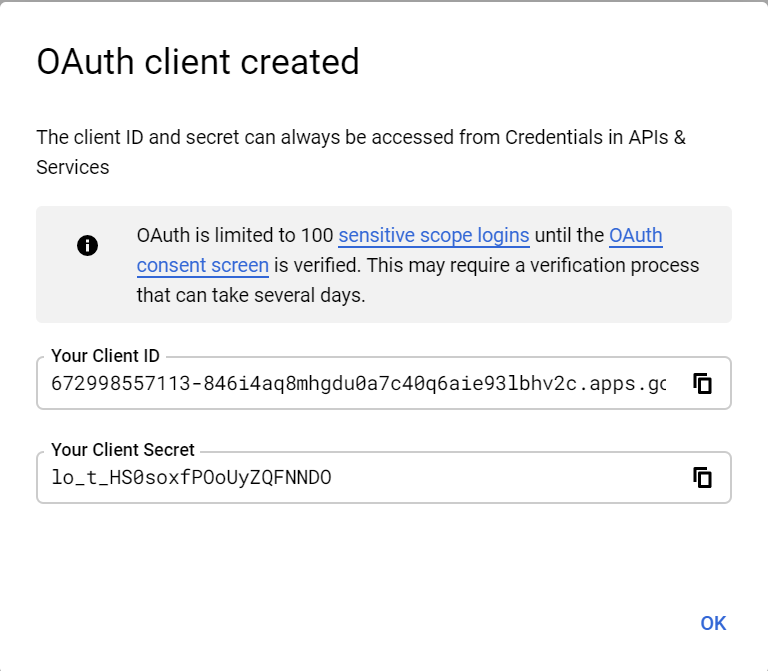 OAuth client created
The client ID and secret can always be accessed from Credentials in APIs &
Services
OAuth is limited to 100 sensitive scope logins until the OAuth
consent screen is verified. This may require a verification process
that can take several days.
Your Client ID
672998557113-846i4aq8mhgdu0a7c40q6aie93lbhv2c.apps.go
Your Client Secret
lo_t_HS0soxfPOoUyZQFNNDO
OK